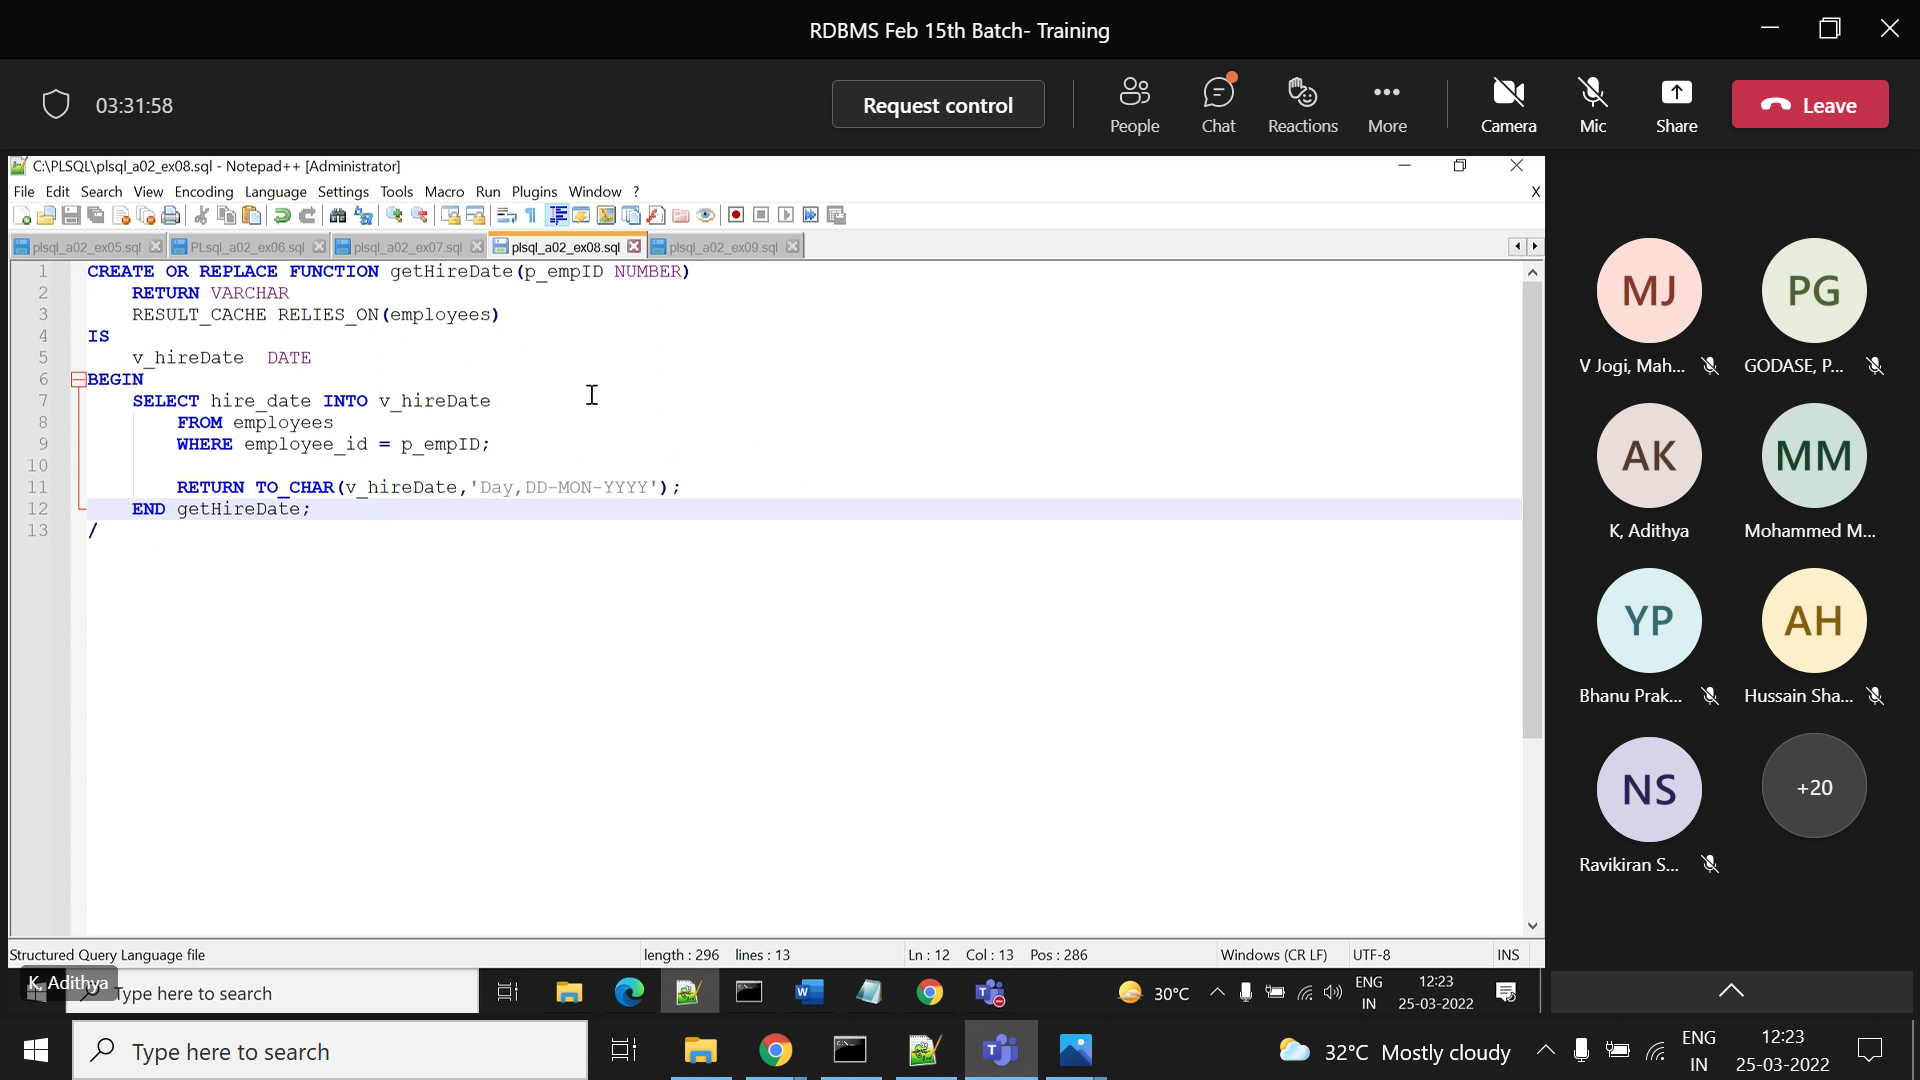 RDBMS Feb 15th Batch- Training
03:31:58
Request control
People
Chat
Reactions
More
Camera
Mic
Share
Leave
C:\PLSQL\plsql_a02_ex08.sql - Notepad++ [Administrator]
File Edit Search View Encoding Language Settings Tools Macro Run Plugins Window ?
X
plsql_a02_ex05.sql
PLsql_a02_ex06.sql
plsql_a02_ex07.sql
plsql_a02_ex08.sql
plsql_a02_ex09.sql
1 CREATE OR REPLACE FUNCTION getHireDate(p_empID NUMBER)
2 RETURN VARCHAR
3 RESULT_CACHE RELIES_ON(employees)
4 IS
5 v_hireDate DATE
6 BEGIN
7 SELECT hire_date INTO v_hireDate
8 FROM employees
9 WHERE employee_id = p_empID;
10
11 RETURN TO_CHAR(v_hireDate,'Day,DD-MON-YYYY');
12 END getHireDate;
13 /
MJ
PG
V Jogi, Mah...
GODASE, P...
AK
MM
K, Adithya
Mohammed M...
YP
AH
Bhanu Prak...
Hussain Sha...
NS
+20
Ravikiran S...
Structured Query Language file
length : 296 lines : 13
Ln : 12 Col : 13 Pos : 286
Windows (CR LF)
UTF-8
INS
K, Adithya
Type here to search
30°C
ENG
IN
12:23
25-03-2022
Type here to search
32°C Mostly cloudy
ENG
IN
12:23
25-03-2022